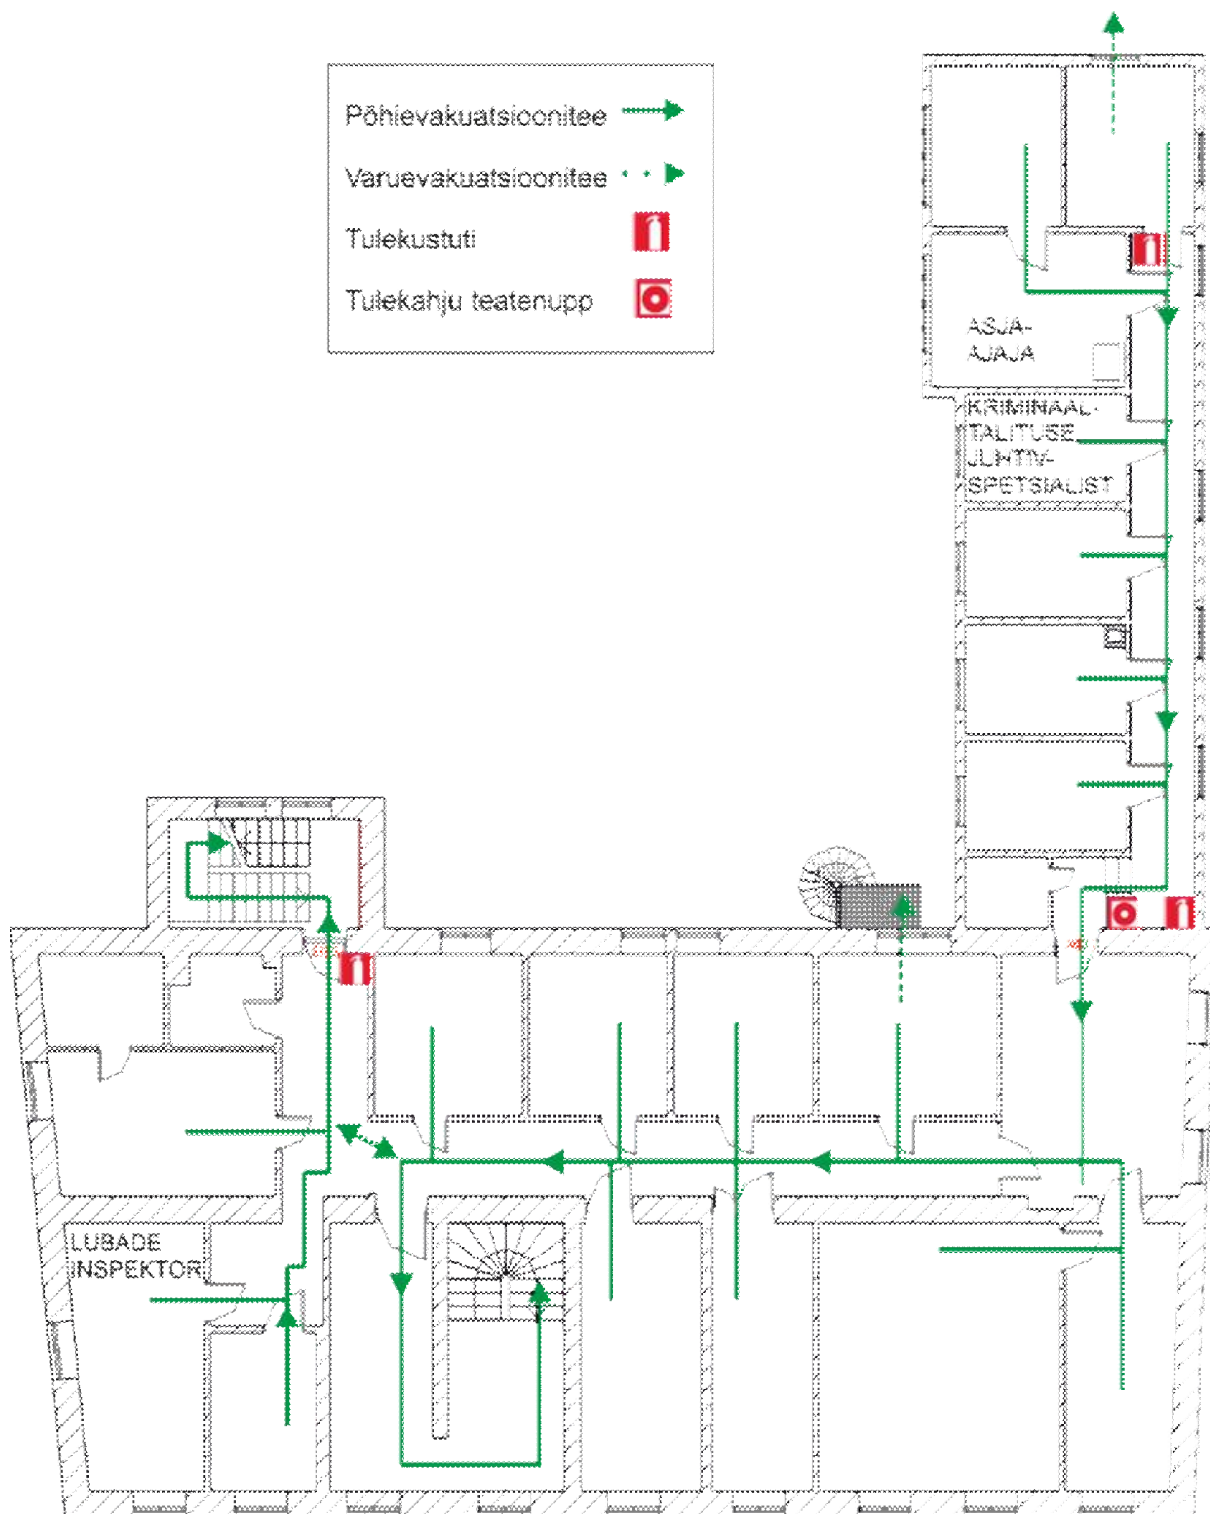 Põhievakuatsioonitee
Varuevakuatsioonitee
Tulekustuti
Tulekahju teatenupp
ASJA-
AJAJA
KRIMINAAL-
TALITUSE
JUHTIV-
SPETSIALIST
LUBADE
INSPEKTOR